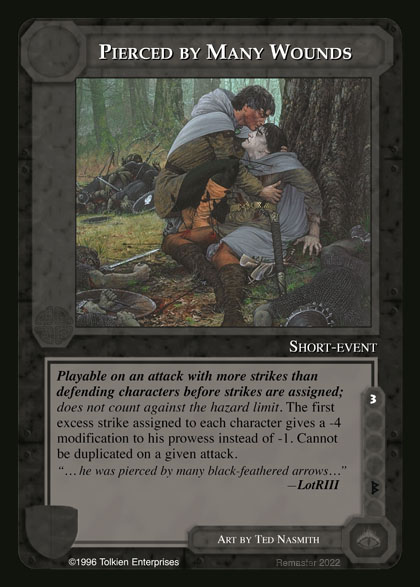 Pierced by Many Wounds
Short-event
Playable on an attack with more strikes than
defending characters before strikes are assigned;
does not count against the hazard limit. The first
excess strike assigned to each character gives a -4
modification to his prowess instead of -1. Cannot
be duplicated on a given attack.
“… he was pierced by many black-feathered arrows…”
—LotRIII
3
Art by Ted Nasmith
©1996 Tolkien Enterprises
Remaster 2022